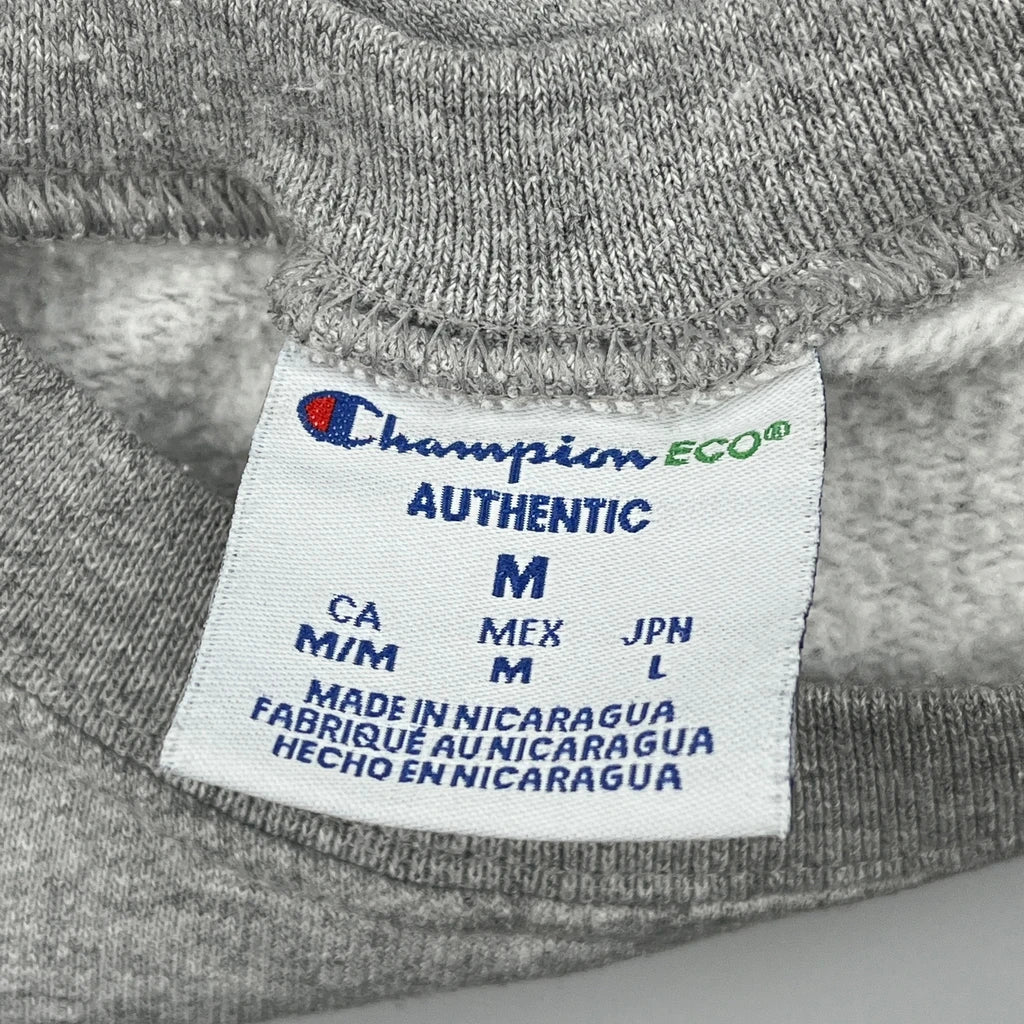 Champion ECO®
AUTHENTIC
M
CA MEX JPN
M/M M L
MADE IN NICARAGUA
FABRIQUÉ AU NICARAGUA
HECHO EN NICARAGUA